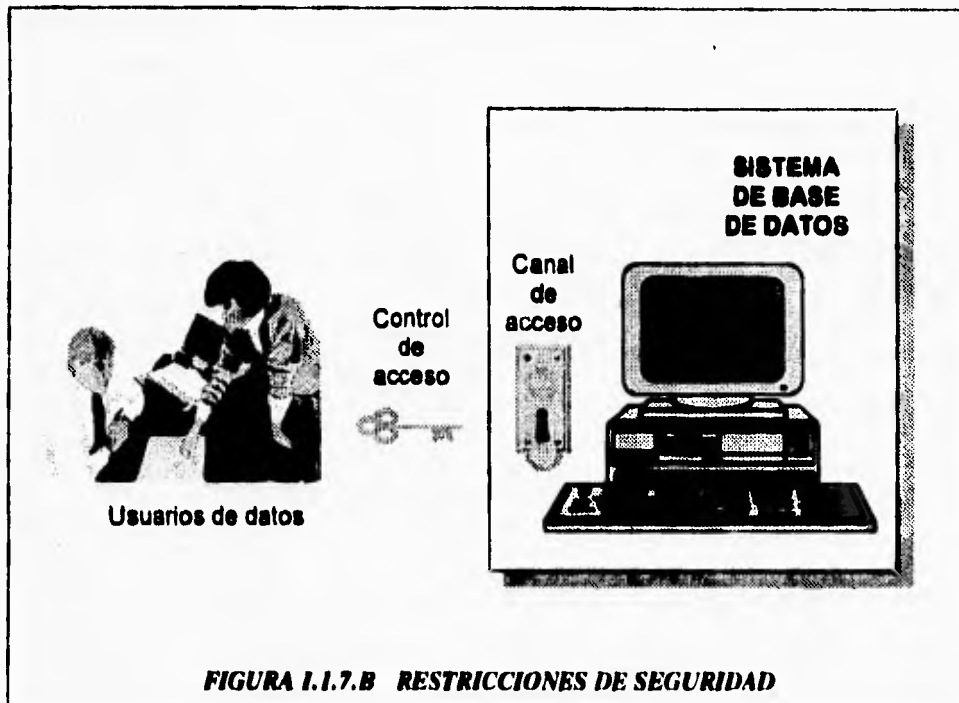 SISTEMA
DE BASE
DE DATOS
Canal
de
acceso
Control
de
acceso
Usuarios de datos
FIGURA I.1.7.B RESTRICCIONES DE SEGURIDAD